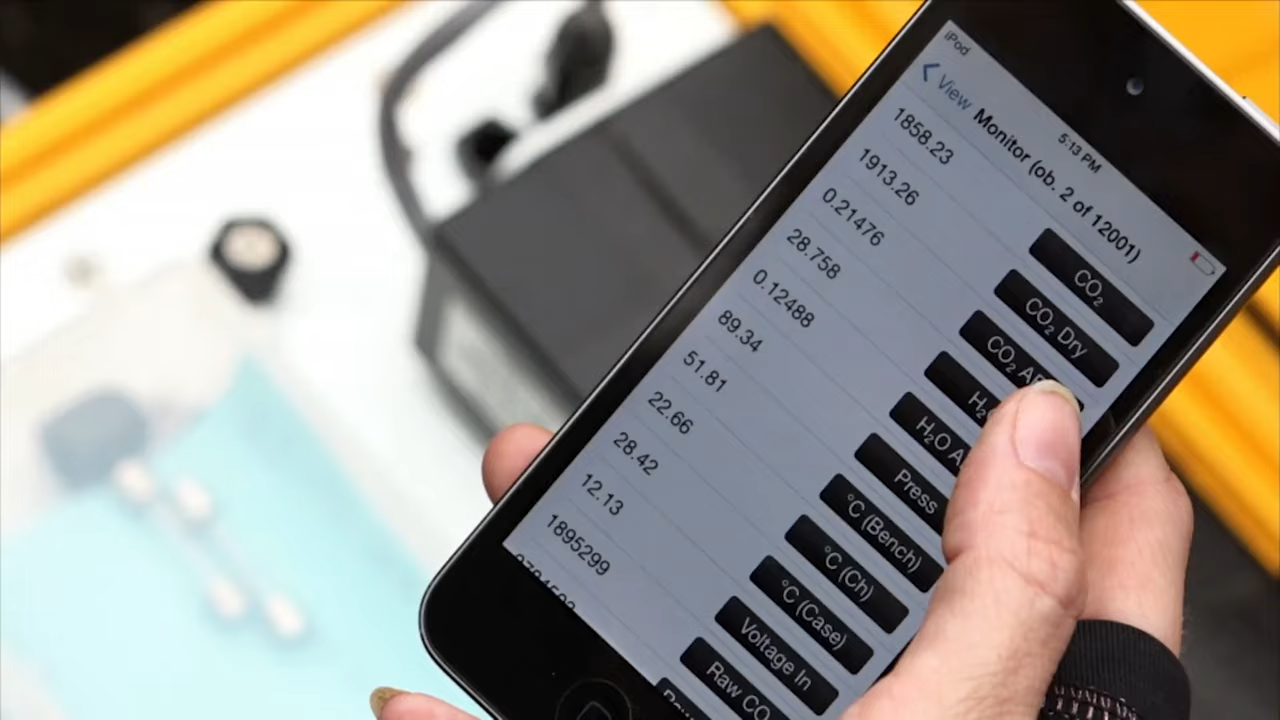 iPod
5:13 PM
View
Monitor (ob. 2 of 12001)
1858.23 CO₂
1913.26 CO₂ Dry
0.21476 CO₂
28.758
0.12488 H₂O
89.34 Press
51.81 °C (Bench)
22.66 °C (Ch)
28.42 °C (Case)
12.13 Voltage In
1895299 Raw CO